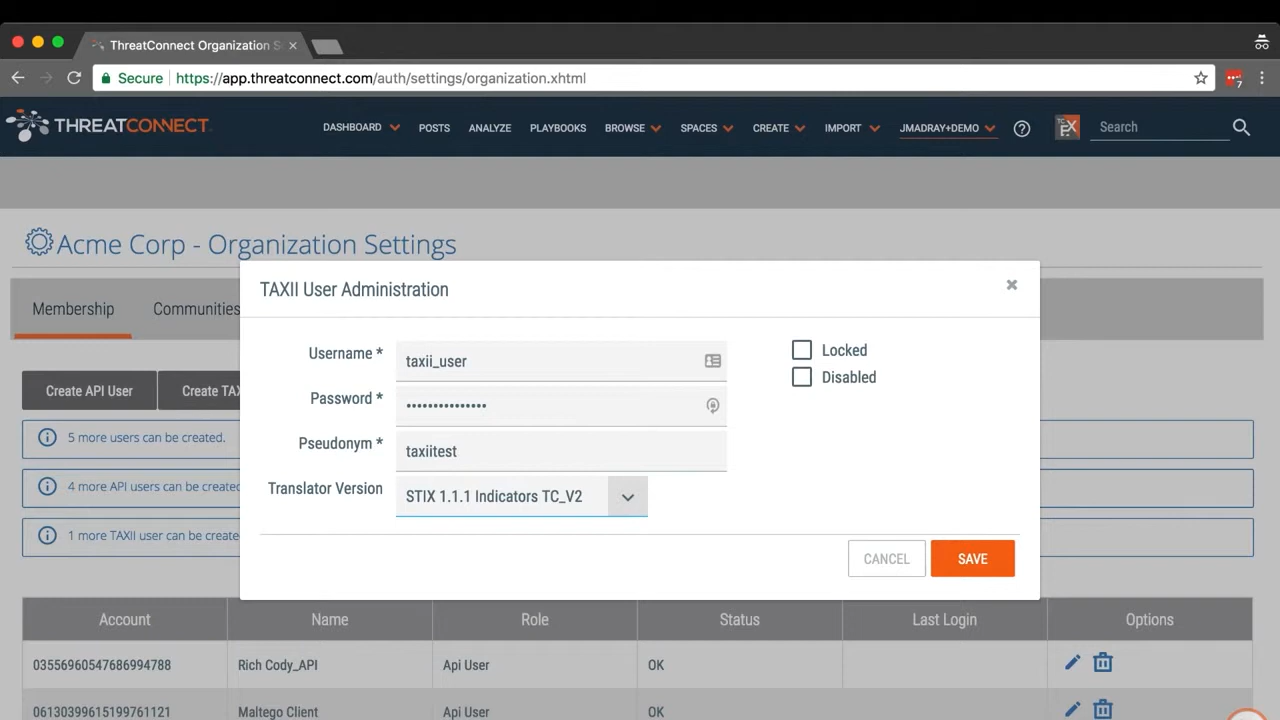 ThreatConnect Organization S
Secure https://app.threatconnect.com/auth/settings/organization.xhtml
7
THREATCONNECT
DASHBOARD POSTS ANALYZE PLAYBOOKS BROWSE SPACES CREATE IMPORT JMADRAY+DEMO TC EX Search
Acme Corp - Organization Settings
Membership Communities
TAXII User Administration
Username * taxii_user
Locked
Disabled
Password * •••••••••••••••
Pseudonym * taxiitest
Translator Version STIX 1.1.1 Indicators TC_V2
CANCEL SAVE
Create API User Create TAX
5 more users can be created.
4 more API users can be created
1 more TAXII user can be create
Account Name Role Status Last Login Options
03556960547686994788 Rich Cody_API Api User OK
06130399615199761121 Maltego Client Api User OK